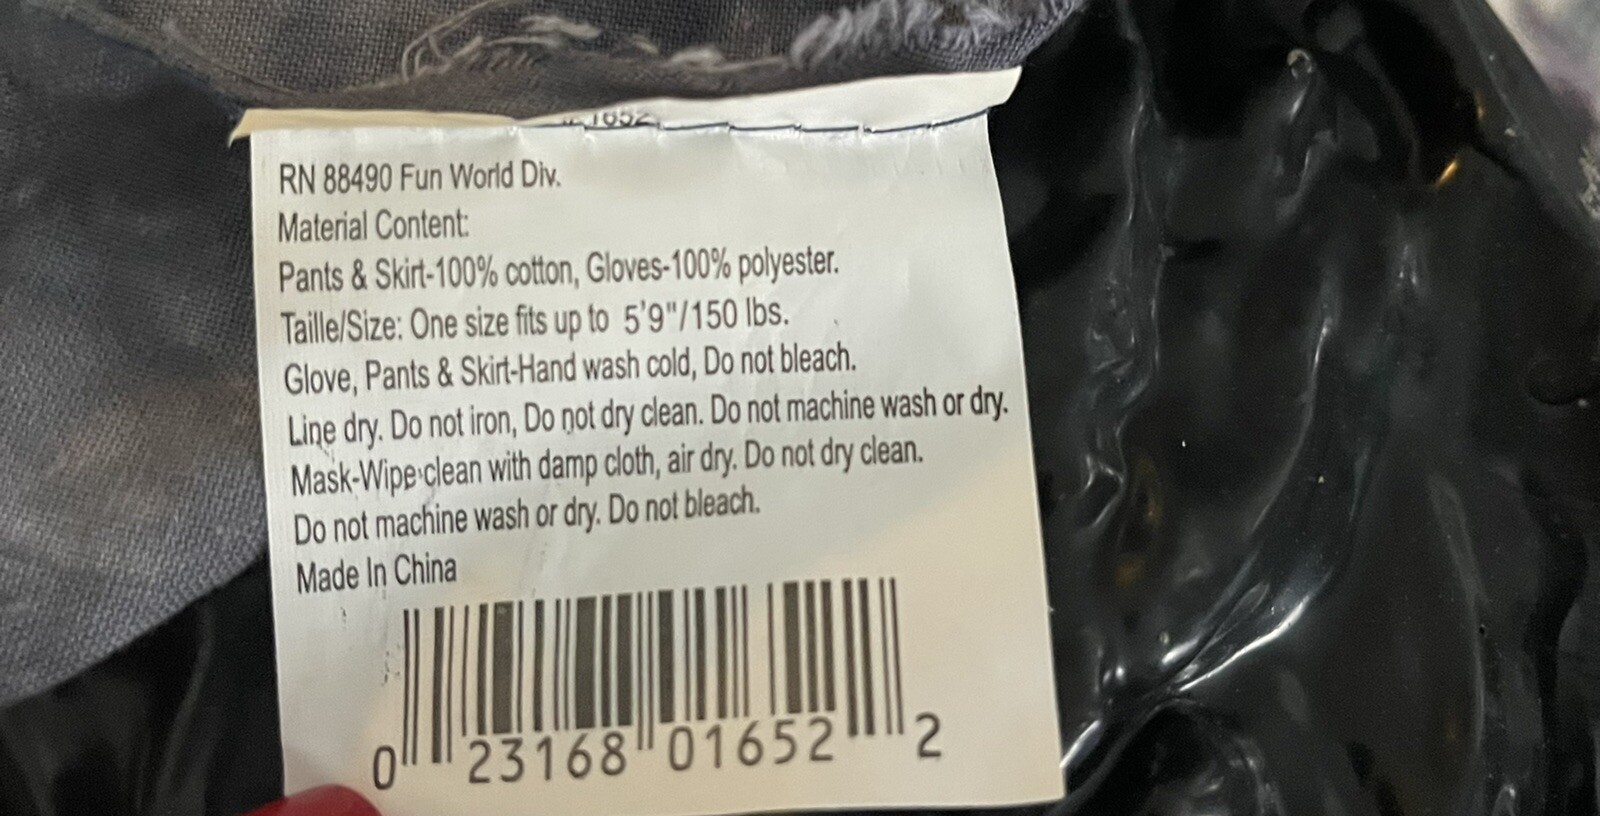 1652
RN 88490 Fun World Div.
Material Content:
Pants & Skirt-100% cotton, Gloves-100% polyester.
Taille/Size: One size fits up to 5'9"/150 lbs.
Glove, Pants & Skirt-Hand wash cold, Do not bleach.
Line dry. Do not iron, Do not dry clean. Do not machine wash or dry.
Mask-Wipe clean with damp cloth, air dry. Do not dry clean.
Do not machine wash or dry. Do not bleach.
Made In China
0 23168 01652 2